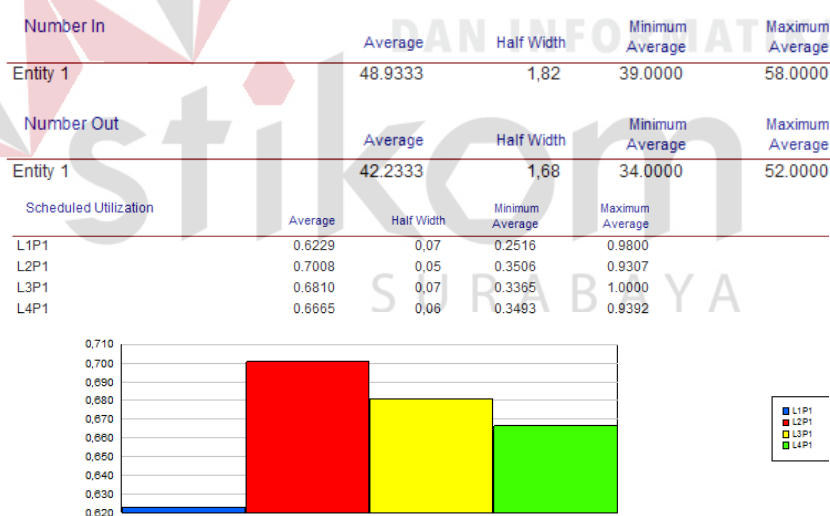 DAN INFORMATIKA
Number In Average Half Width Minimum Average Maximum Average
Entity 1 48.9333 1,82 39.0000 58.0000
Number Out Average Half Width Minimum Average Maximum Average
Entity 1 42.2333 1,68 34.0000 52.0000
stikom
SURABAYA
Scheduled Utilization Average Half Width Minimum Average Maximum Average
L1P1 0.6229 0,07 0.2516 0.9800
L2P1 0.7008 0,05 0.3506 0.9307
L3P1 0.6810 0,07 0.3365 1.0000
L4P1 0.6665 0,06 0.3493 0.9392
0,710
0,700
0,690
0,680
0,670
0,660
0,650
0,640
0,630
0,620
L1P1
L2P1
L3P1
L4P1